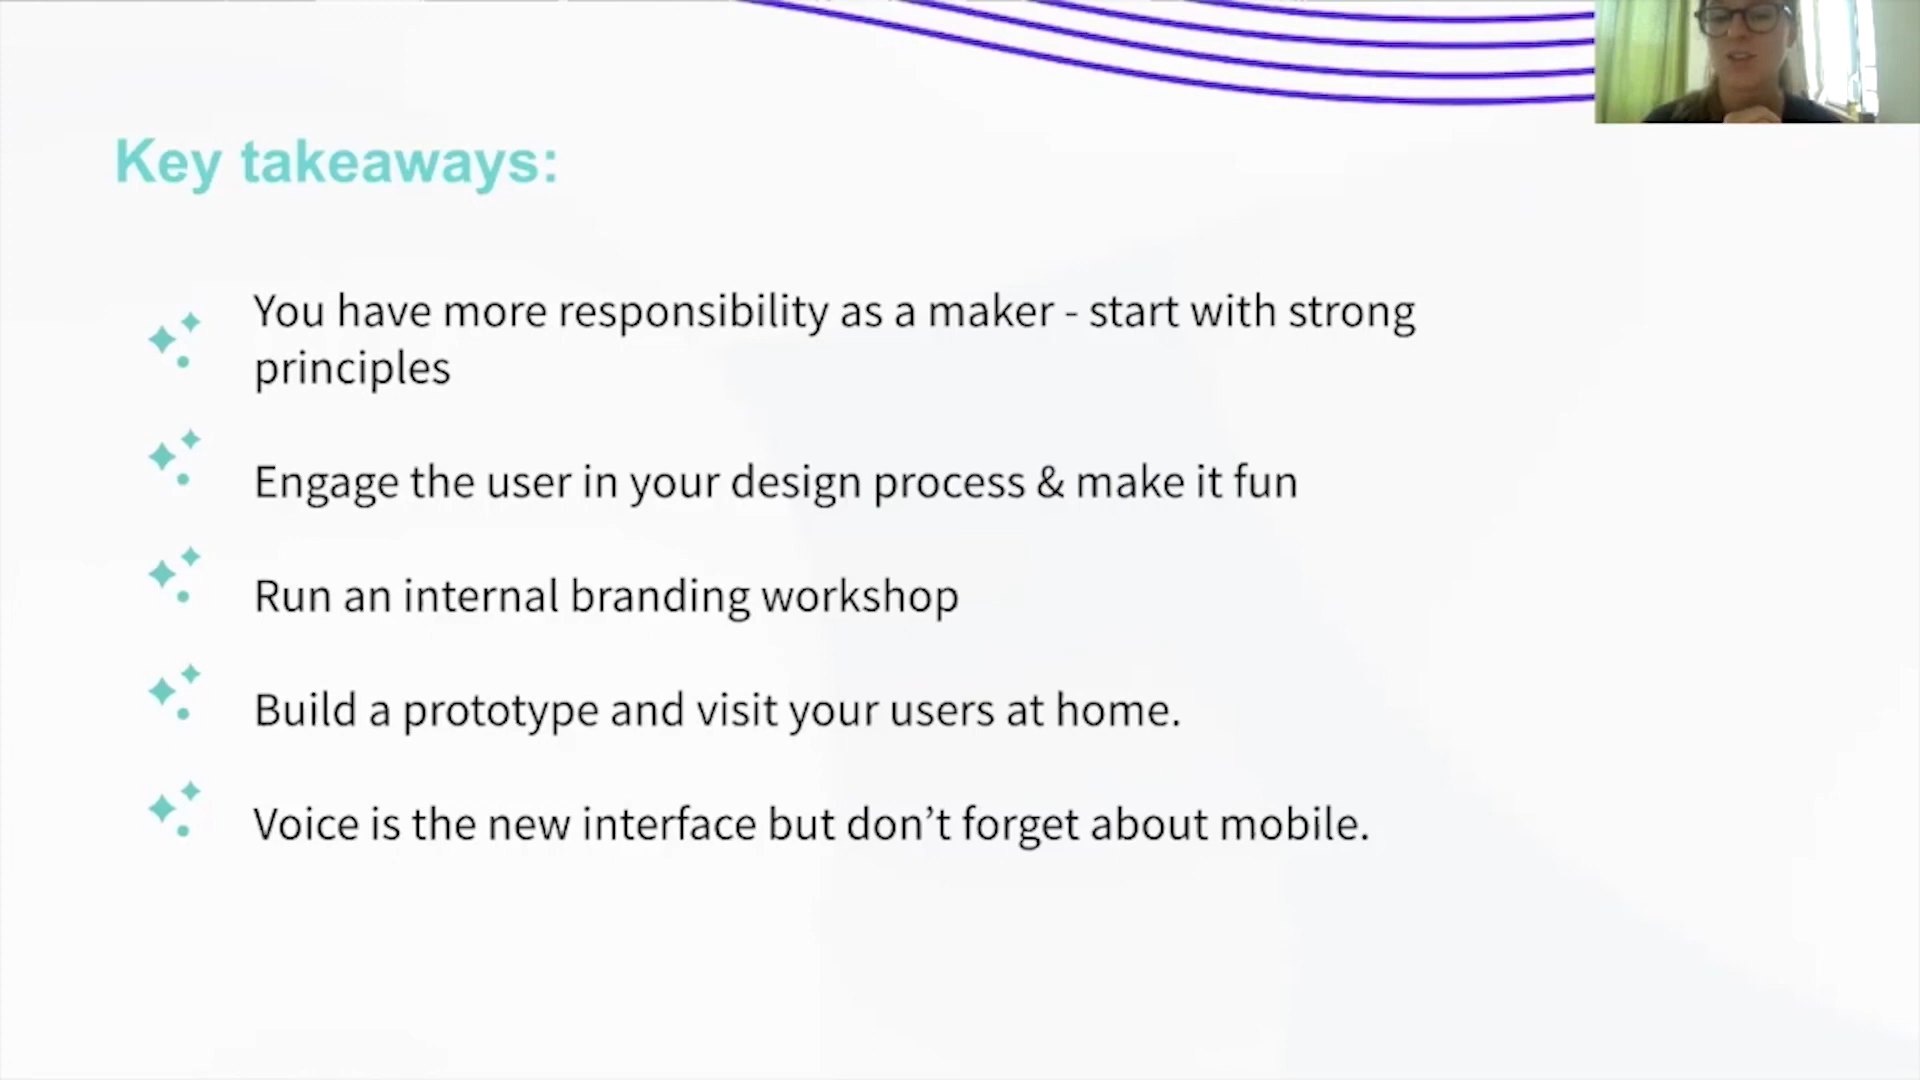 Key takeaways:
You have more responsibility as a maker - start with strong
principles
Engage the user in your design process & make it fun
Run an internal branding workshop
Build a prototype and visit your users at home.
Voice is the new interface but don’t forget about mobile.